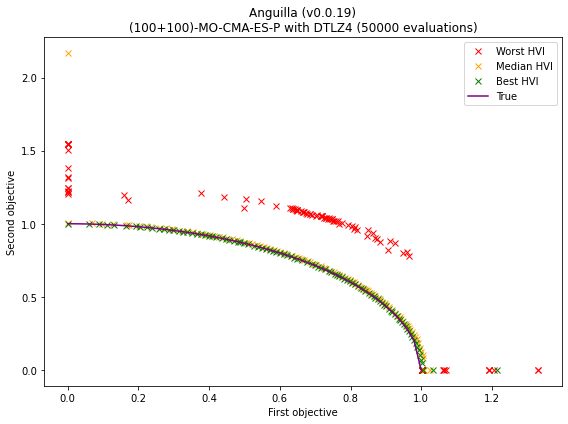 Anguilla (v0.0.19)
(100+100)-MO-CMA-ES-P with DTLZ4 (50000 evaluations)
Worst HVI
Median HVI
Best HVI
True
Second objective
2.0
1.5
1.0
0.5
0.0
0.0 0.2 0.4 0.6 0.8 1.0 1.2
First objective